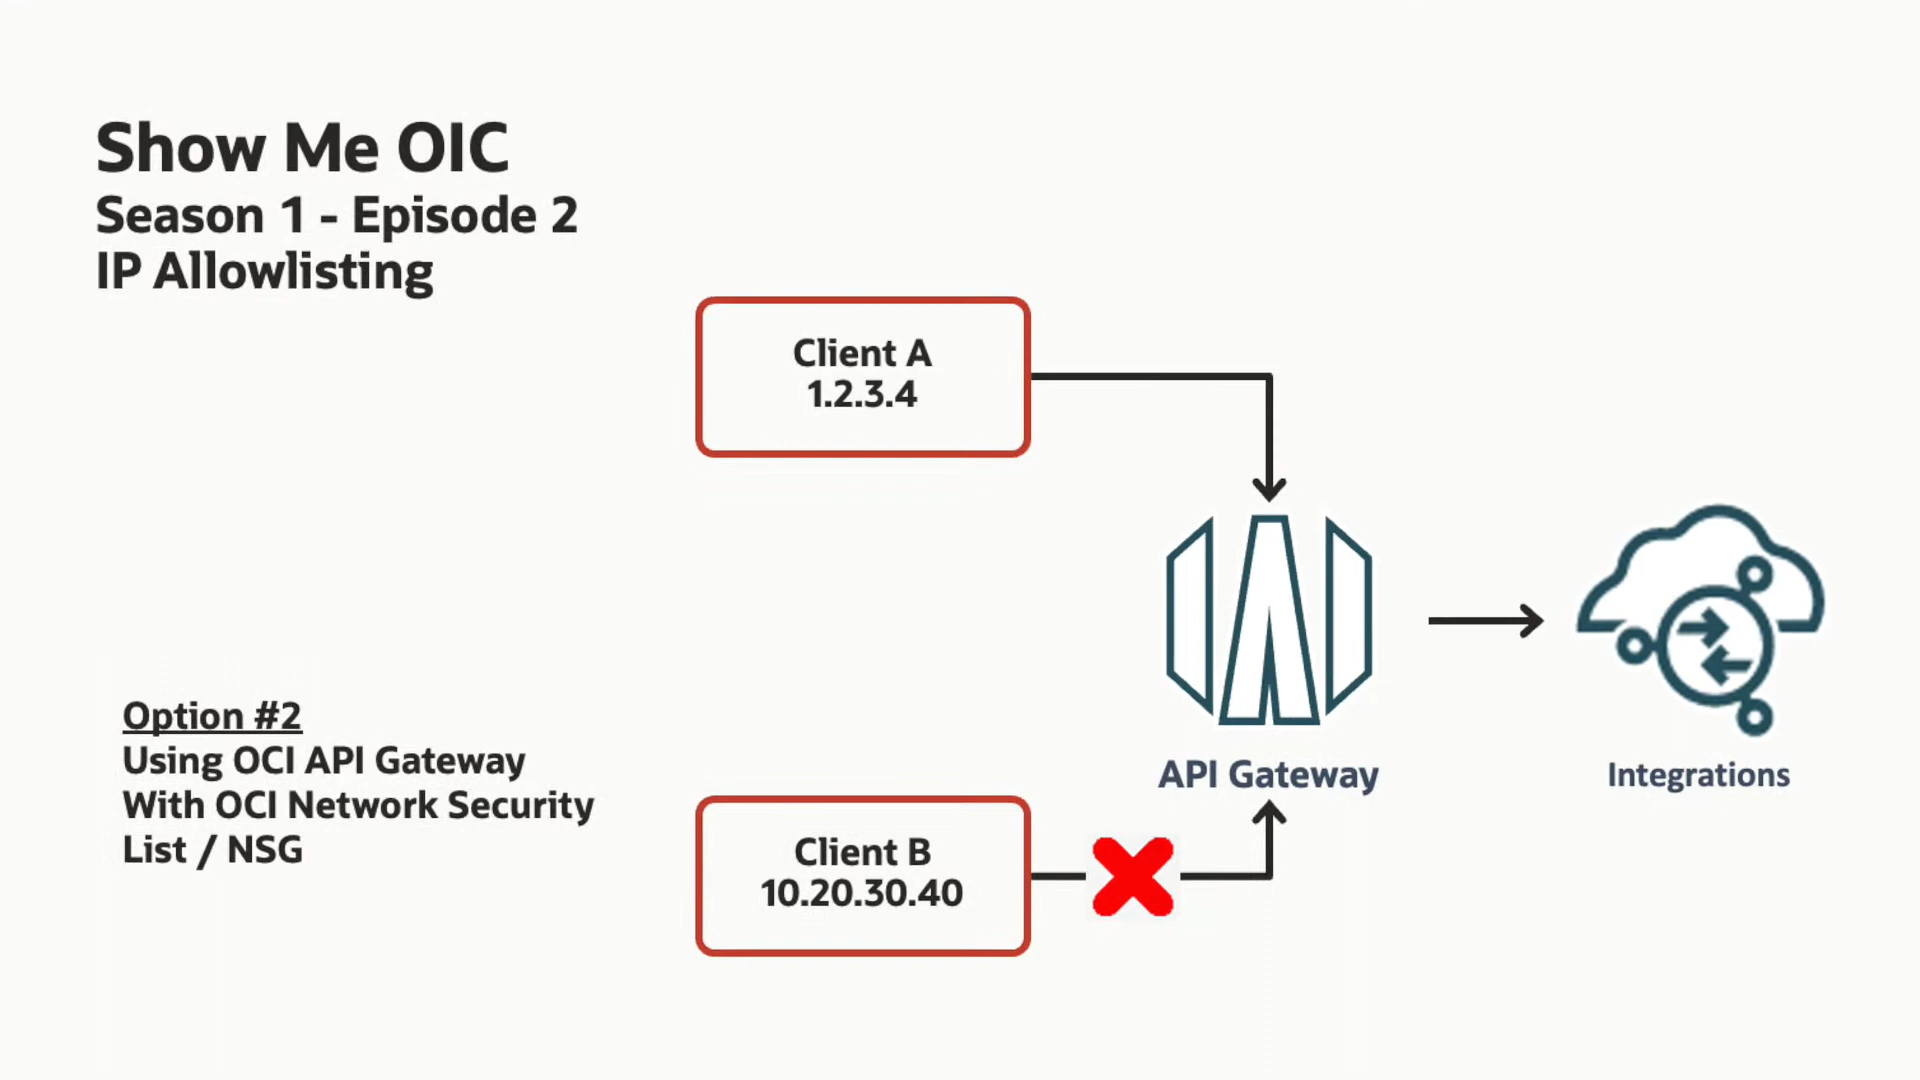 Show Me OIC
Season 1 - Episode 2
IP Allowlisting
Client A
1.2.3.4
API Gateway
Integrations
Option #2
Using OCI API Gateway
With OCI Network Security
List / NSG
Client B
10.20.30.40